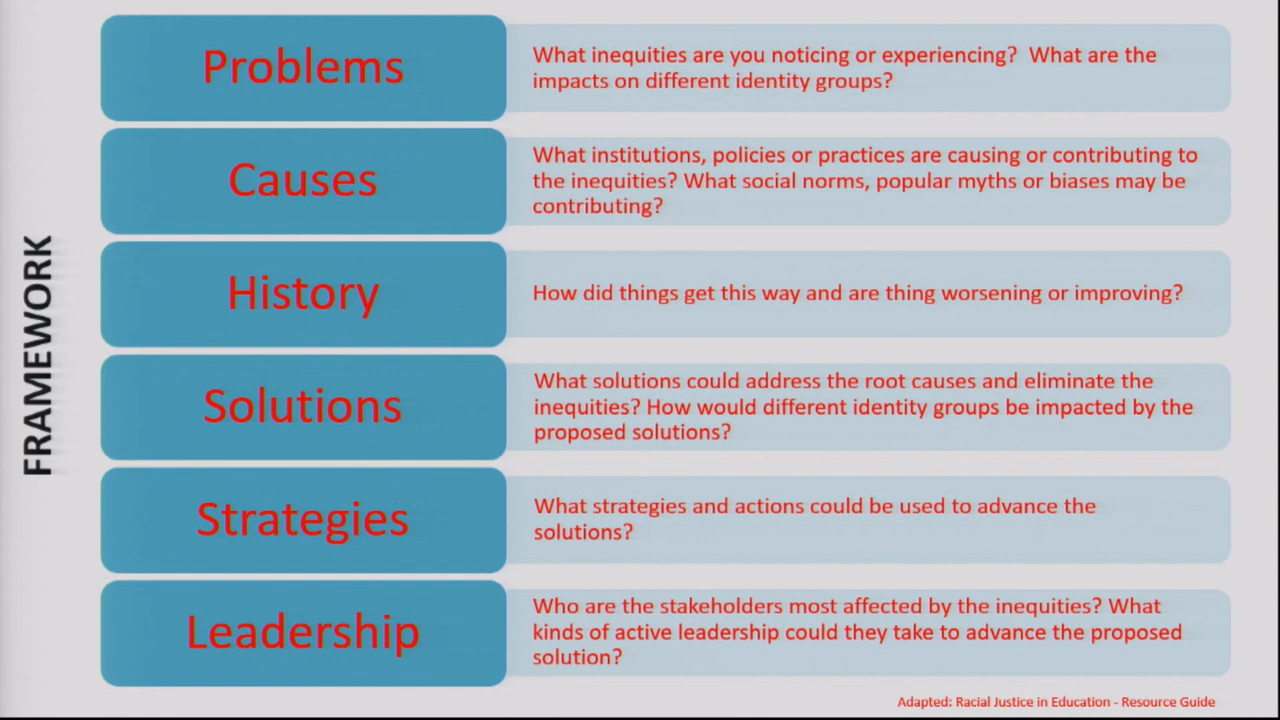 FRAMEWORK
Problems
What inequities are you noticing or experiencing? What are the
impacts on different identity groups?
Causes
What institutions, policies or practices are causing or contributing to
the inequities? What social norms, popular myths or biases may be
contributing?
History
How did things get this way and are thing worsening or improving?
Solutions
What solutions could address the root causes and eliminate the
inequities? How would different identity groups be impacted by the
proposed solutions?
Strategies
What strategies and actions could be used to advance the
solutions?
Leadership
Who are the stakeholders most affected by the inequities? What
kinds of active leadership could they take to advance the proposed
solution?
Adapted: Racial Justice in Education - Resource Guide